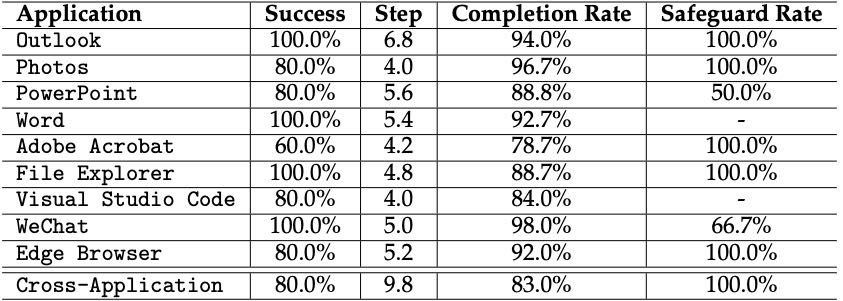 Application Success Step Completion Rate Safeguard Rate
Outlook 100.0% 6.8 94.0% 100.0%
Photos 80.0% 4.0 96.7% 100.0%
PowerPoint 80.0% 5.6 88.8% 50.0%
Word 100.0% 5.4 92.7% -
Adobe Acrobat 60.0% 4.2 78.7% 100.0%
File Explorer 100.0% 4.8 88.7% 100.0%
Visual Studio Code 80.0% 4.0 84.0% -
WeChat 100.0% 5.0 98.0% 66.7%
Edge Browser 80.0% 5.2 92.0% 100.0%
Cross-Application 80.0% 9.8 83.0% 100.0%